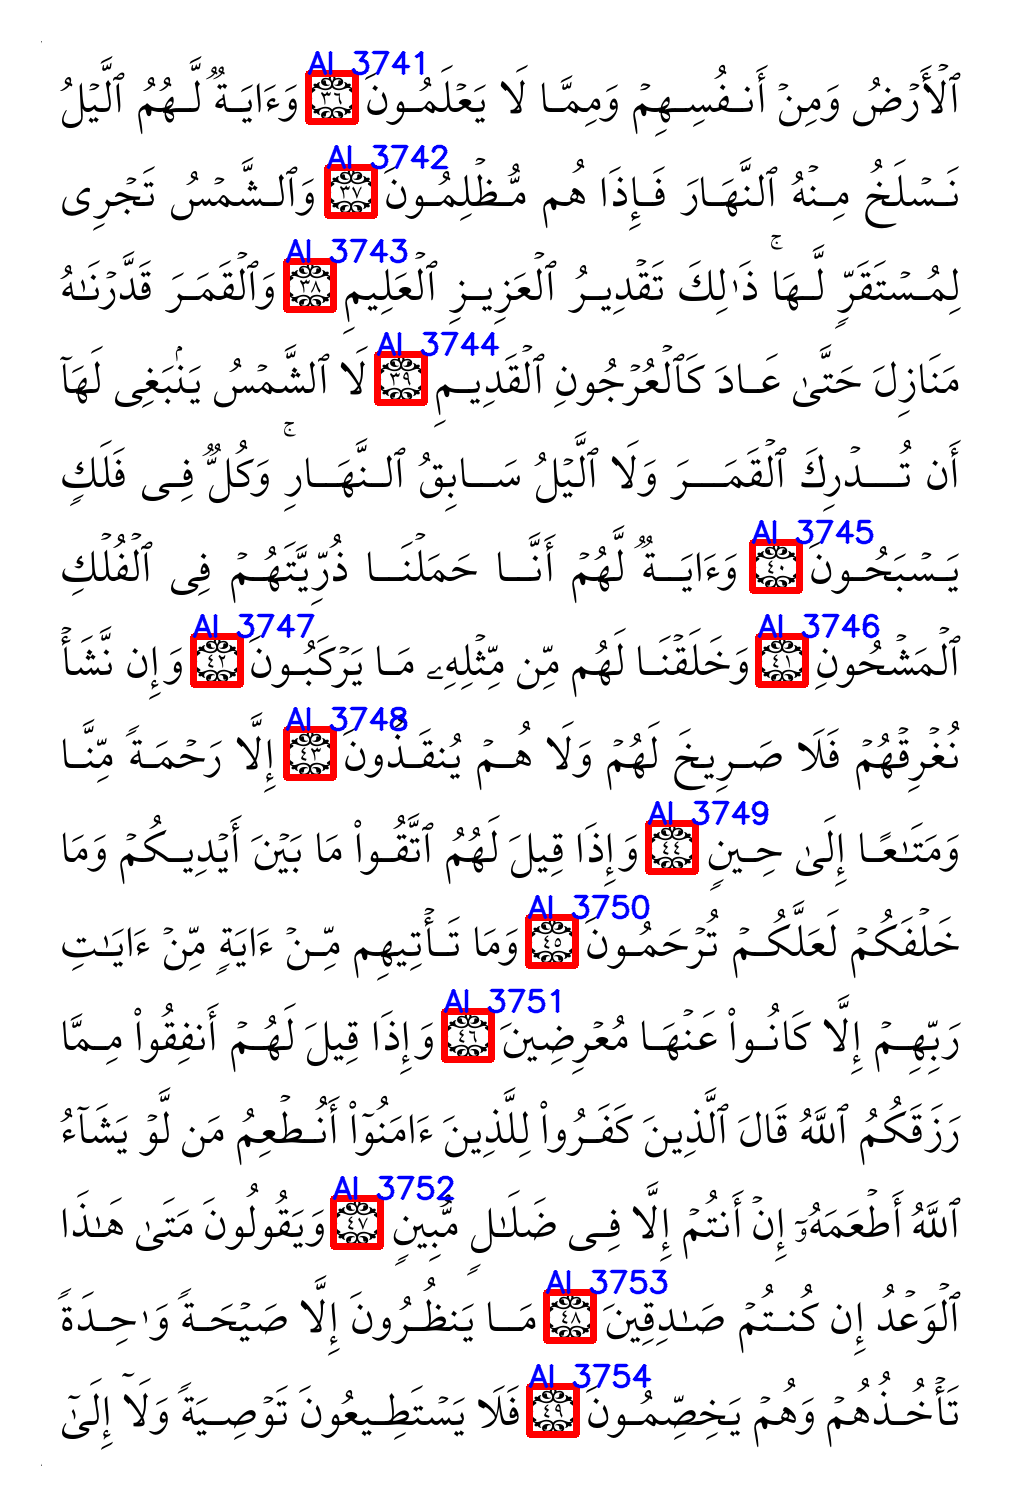 ٱلۡأَرۡضُ وَمِنۡ أَنفُسِهِمۡ وَمِمَّا لَا يَعۡلَمُونَ ٣٦ AI_3741 وَءَايَةٞ لَّهُمُ ٱلَّيۡلُ
نَسۡلَخُ مِنۡهُ ٱلنَّهَارَ فَإِذَا هُم مُّظۡلِمُونَ ٣٧ AI_3742 وَٱلشَّمۡسُ تَجۡرِي
لِمُسۡتَقَرّٖ لَّهَاۚ ذَٰلِكَ تَقۡدِيرُ ٱلۡعَزِيزِ ٱلۡعَلِيمِ ٣٨ AI_3743 وَٱلۡقَمَرَ قَدَّرۡنَٰهُ
مَنَازِلَ حَتَّىٰ عَادَ كَٱلۡعُرۡجُونِ ٱلۡقَدِيمِ ٣٩ AI_3744 لَا ٱلشَّمۡسُ يَنۢبَغِي لَهَآ
أَن تُدۡرِكَ ٱلۡقَمَرَ وَلَا ٱلَّيۡلُ سَابِقُ ٱلنَّهَارِۚ وَكُلّٞ فِي فَلَكٖ
يَسۡبَحُونَ ٤٠ AI_3745 وَءَايَةٞ لَّهُمۡ أَنَّا حَمَلۡنَا ذُرِّيَّتَهُمۡ فِي ٱلۡفُلۡكِ
ٱلۡمَشۡحُونِ ٤١ AI_3746 وَخَلَقۡنَا لَهُم مِّن مِّثۡلِهِۦ مَا يَرۡكَبُونَ ٤٢ AI_3747 وَإِن نَّشَأۡ
نُغۡرِقۡهُمۡ فَلَا صَرِيخَ لَهُمۡ وَلَا هُمۡ يُنقَذُونَ ٤٣ AI_3748 إِلَّا رَحۡمَةٗ مِّنَّا
وَمَتَٰعًا إِلَىٰ حِينٖ ٤٤ AI_3749 وَإِذَا قِيلَ لَهُمُ ٱتَّقُواْ مَا بَيۡنَ أَيۡدِيكُمۡ وَمَا
خَلۡفَكُمۡ لَعَلَّكُمۡ تُرۡحَمُونَ ٤٥ AI_3750 وَمَا تَأۡتِيهِم مِّنۡ ءَايَةٖ مِّنۡ ءَايَٰتِ
رَبِّهِمۡ إِلَّا كَانُواْ عَنۡهَا مُعۡرِضِينَ ٤٦ AI_3751 وَإِذَا قِيلَ لَهُمۡ أَنفِقُواْ مِمَّا
رَزَقَكُمُ ٱللَّهُ قَالَ ٱلَّذِينَ كَفَرُواْ لِلَّذِينَ ءَامَنُوٓاْ أَنُطۡعِمُ مَن لَّوۡ يَشَآءُ
ٱللَّهُ أَطۡعَمَهُۥٓ إِنۡ أَنتُمۡ إِلَّا فِي ضَلَٰلٖ مُّبِينٖ ٤٧ AI_3752 وَيَقُولُونَ مَتَىٰ هَٰذَا
ٱلۡوَعۡدُ إِن كُنتُمۡ صَٰدِقِينَ ٤٨ AI_3753 مَا يَنظُرُونَ إِلَّا صَيۡحَةٗ وَٰحِدَةٗ
تَأۡخُذُهُمۡ وَهُمۡ يَخِصِّمُونَ ٤٩ AI_3754 فَلَا يَسۡتَطِيعُونَ تَوۡصِيَةٗ وَلَآ إِلَىٰٓ